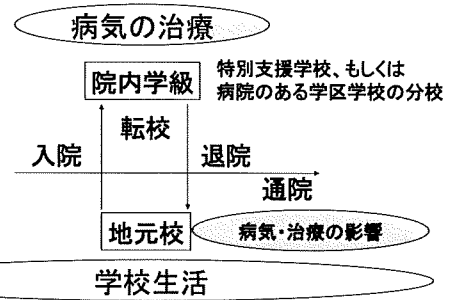 病気の治療
院内学級
特別支援学校、もしくは
病院のある学区学校の分校
転校
入院
退院
通院
地元校
病気・治療の影響
学校生活